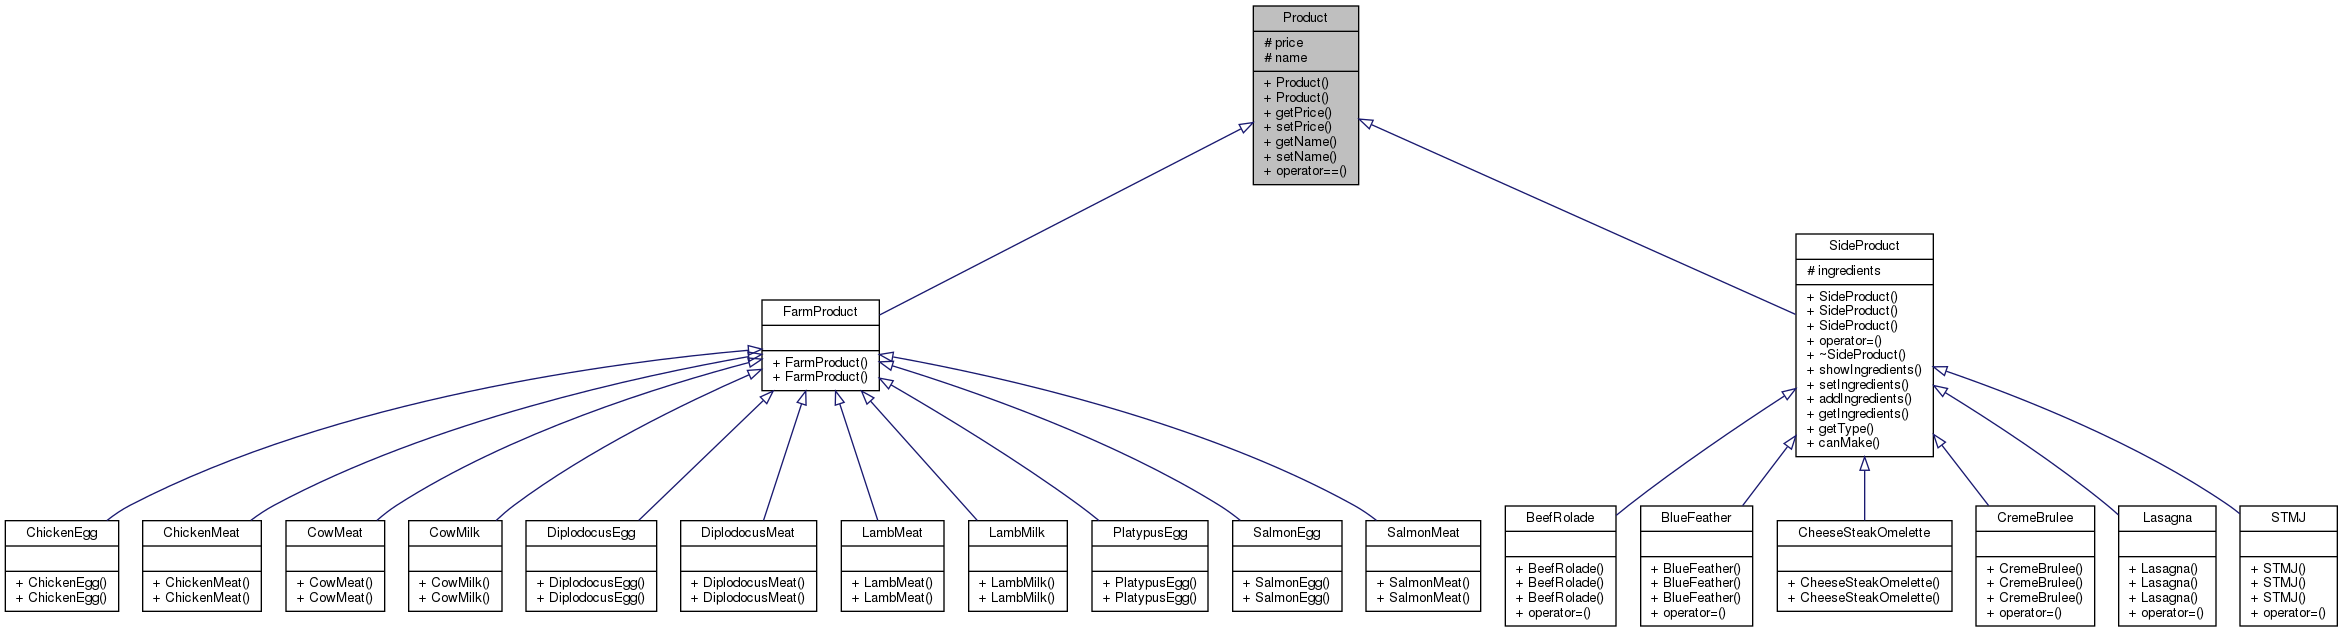 Product
# price
# name
+ Product()
+ Product()
+ getPrice()
+ setPrice()
+ getName()
+ setName()
+ operator==()
SideProduct
# ingredients
+ SideProduct()
+ SideProduct()
+ SideProduct()
+ operator=()
+ ~SideProduct()
+ showIngredients()
+ setIngredients()
+ addIngredients()
+ getIngredients()
+ getType()
+ canMake()
FarmProduct
+ FarmProduct()
+ FarmProduct()
ChickenEgg
+ ChickenEgg()
+ ChickenEgg()
ChickenMeat
+ ChickenMeat()
+ ChickenMeat()
CowMeat
+ CowMeat()
+ CowMeat()
CowMilk
+ CowMilk()
+ CowMilk()
DiplodocusEgg
+ DiplodocusEgg()
+ DiplodocusEgg()
DiplodocusMeat
+ DiplodocusMeat()
+ DiplodocusMeat()
LambMeat
+ LambMeat()
+ LambMeat()
LambMilk
+ LambMilk()
+ LambMilk()
PlatypusEgg
+ PlatypusEgg()
+ PlatypusEgg()
SalmonEgg
+ SalmonEgg()
+ SalmonEgg()
SalmonMeat
+ SalmonMeat()
+ SalmonMeat()
BeefRolade
+ BeefRolade()
+ BeefRolade()
+ BeefRolade()
+ operator=()
BlueFeather
+ BlueFeather()
+ BlueFeather()
+ BlueFeather()
+ operator=()
CheeseSteakOmelette
+ CheeseSteakOmelette()
+ CheeseSteakOmelette()
CremeBrulee
+ CremeBrulee()
+ CremeBrulee()
+ CremeBrulee()
+ operator=()
Lasagna
+ Lasagna()
+ Lasagna()
+ Lasagna()
+ operator=()
STMJ
+ STMJ()
+ STMJ()
+ STMJ()
+ operator=()